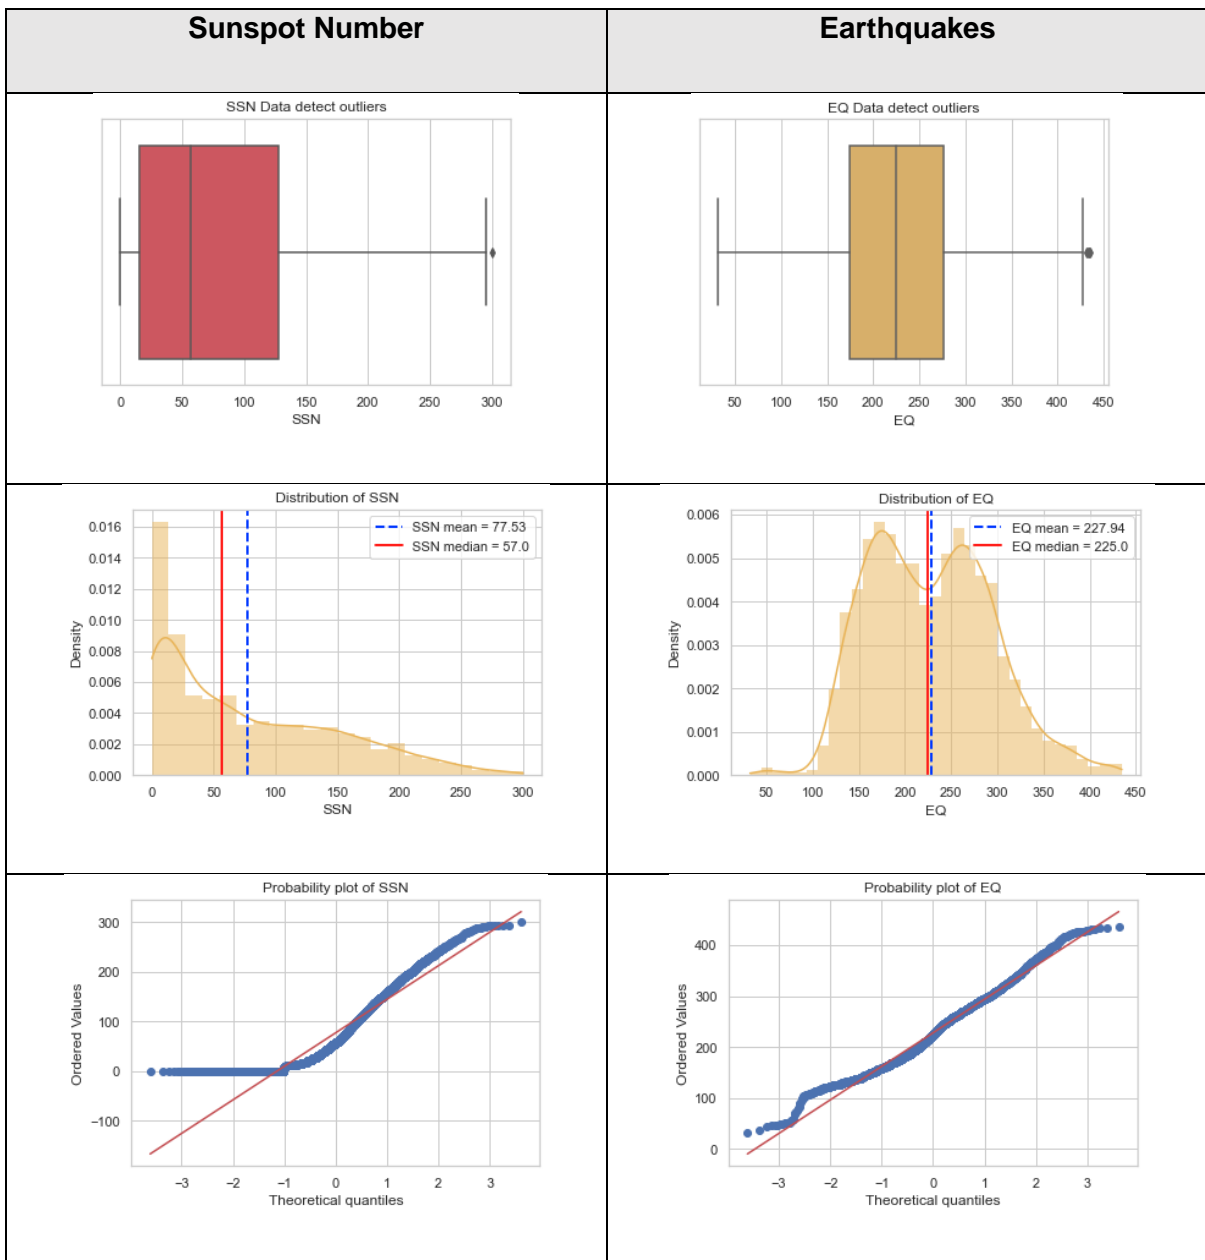 Sunspot Number
Earthquakes
SSN Data detect outliers
0 50 100 150 200 250 300
SSN
EQ Data detect outliers
50 100 150 200 250 300 350 400 450
EQ
Distribution of SSN
SSN mean = 77.53
SSN median = 57.0
0.016
0.014
0.012
0.010
0.008
0.006
0.004
0.002
0.000
Density
0 50 100 150 200 250 300
SSN
Distribution of EQ
EQ mean = 227.94
EQ median = 225.0
0.006
0.005
0.004
0.003
0.002
0.001
0.000
Density
50 100 150 200 250 300 350 400 450
EQ
Probability plot of SSN
300
200
100
0
−100
Ordered Values
−3 −2 −1 0 1 2 3
Theoretical quantiles
Probability plot of EQ
400
300
200
100
0
Ordered Values
−3 −2 −1 0 1 2 3
Theoretical quantiles